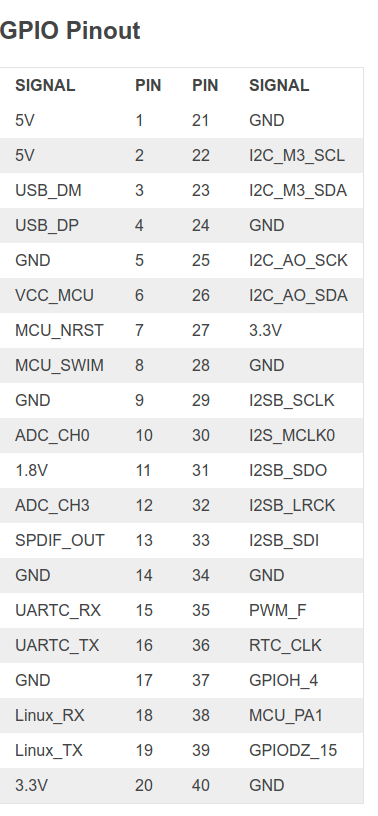 GPIO Pinout
SIGNAL PIN PIN SIGNAL
5V 1 21 GND
5V 2 22 I2C_M3_SCL
USB_DM 3 23 I2C_M3_SDA
USB_DP 4 24 GND
GND 5 25 I2C_AO_SCK
VCC_MCU 6 26 I2C_AO_SDA
MCU_NRST 7 27 3.3V
MCU_SWIM 8 28 GND
GND 9 29 I2SB_SCLK
ADC_CH0 10 30 I2S_MCLK0
1.8V 11 31 I2SB_SDO
ADC_CH3 12 32 I2SB_LRCK
SPDIF_OUT 13 33 I2SB_SDI
GND 14 34 GND
UARTC_RX 15 35 PWM_F
UARTC_TX 16 36 RTC_CLK
GND 17 37 GPIOH_4
Linux_RX 18 38 MCU_PA1
Linux_TX 19 39 GPIODZ_15
3.3V 20 40 GND